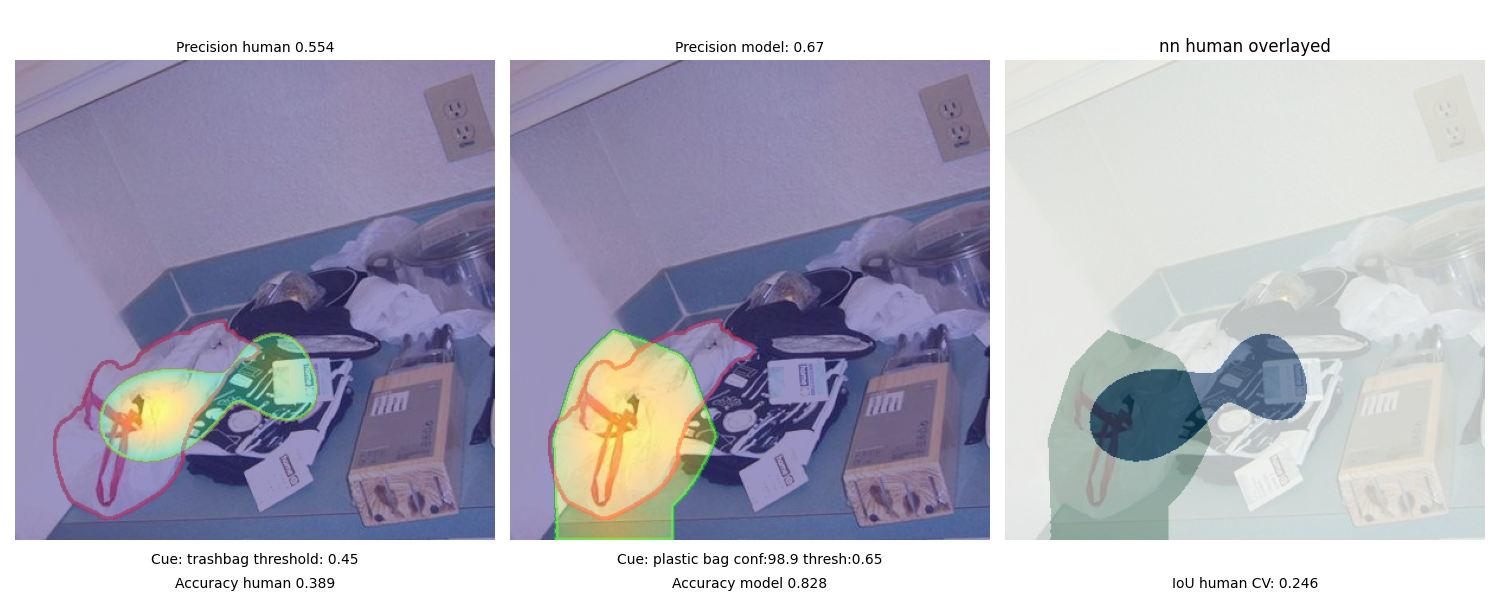 Precision human 0.554
Precision model: 0.67
nn human overlayed
Cue: trashbag threshold: 0.45
Cue: plastic bag conf:98.9 thresh:0.65
Accuracy human 0.389
Accuracy model 0.828
IoU human CV: 0.246